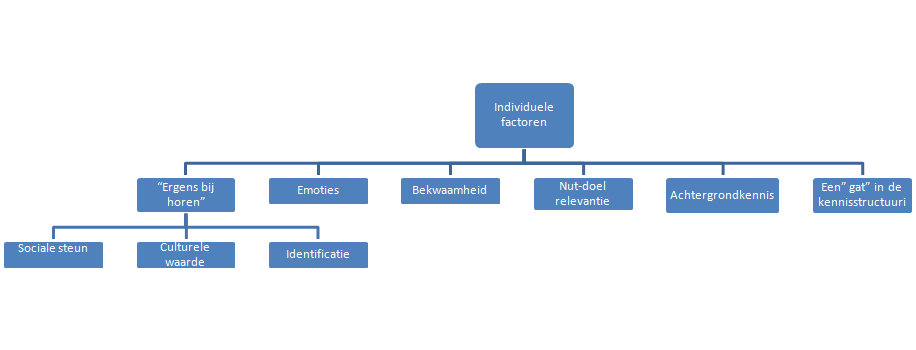 Individuele
factoren
“Ergens bij
horen”
Emoties
Bekwaamheid
Nut-doel
relevantie
Achtergrondkennis
Een” gat” in de
kennisstructuuri
Sociale steun
Culturele
waarde
Identificatie